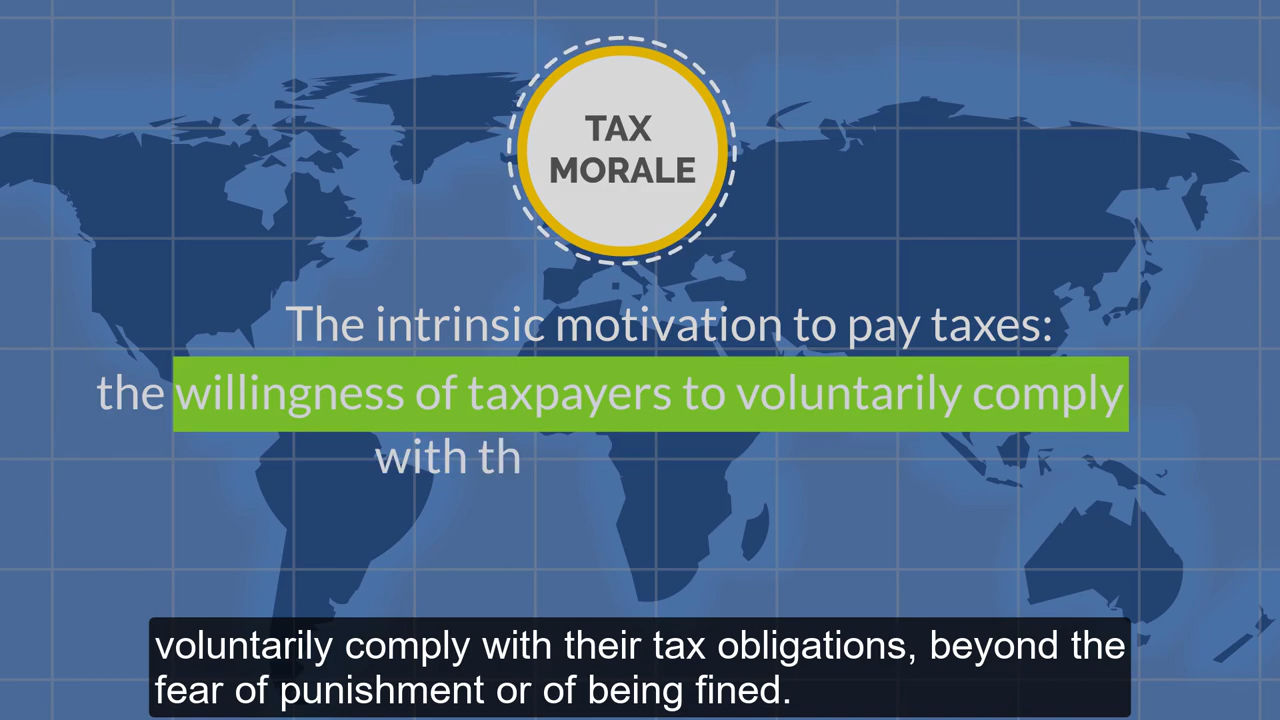 TAX
MORALE
The intrinsic motivation to pay taxes:
the willingness of taxpayers to voluntarily comply
with th
voluntarily comply with their tax obligations, beyond the
fear of punishment or of being fined.